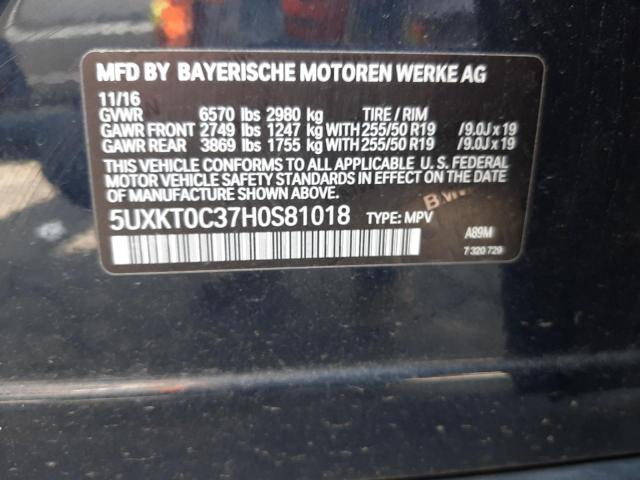 MFD BY BAYERISCHE MOTOREN WERKE AG
11/16
GVWR 6570 lbs 2980 kg TIRE / RIM
GAWR FRONT 2749 lbs 1247 kg WITH 255/50 R19 /9.0J x 19
GAWR REAR 3869 lbs 1755 kg WITH 255/50 R19 /9.0J x 19
THIS VEHICLE CONFORMS TO ALL APPLICABLE U.S. FEDERAL
MOTOR VEHICLE SAFETY STANDARDS IN EFFECT ON THE DATE
OF MANUFACTURE SHOWN ABOVE.
5UXKT0C37H0S81018 TYPE: MPV
A89M
7 320 729